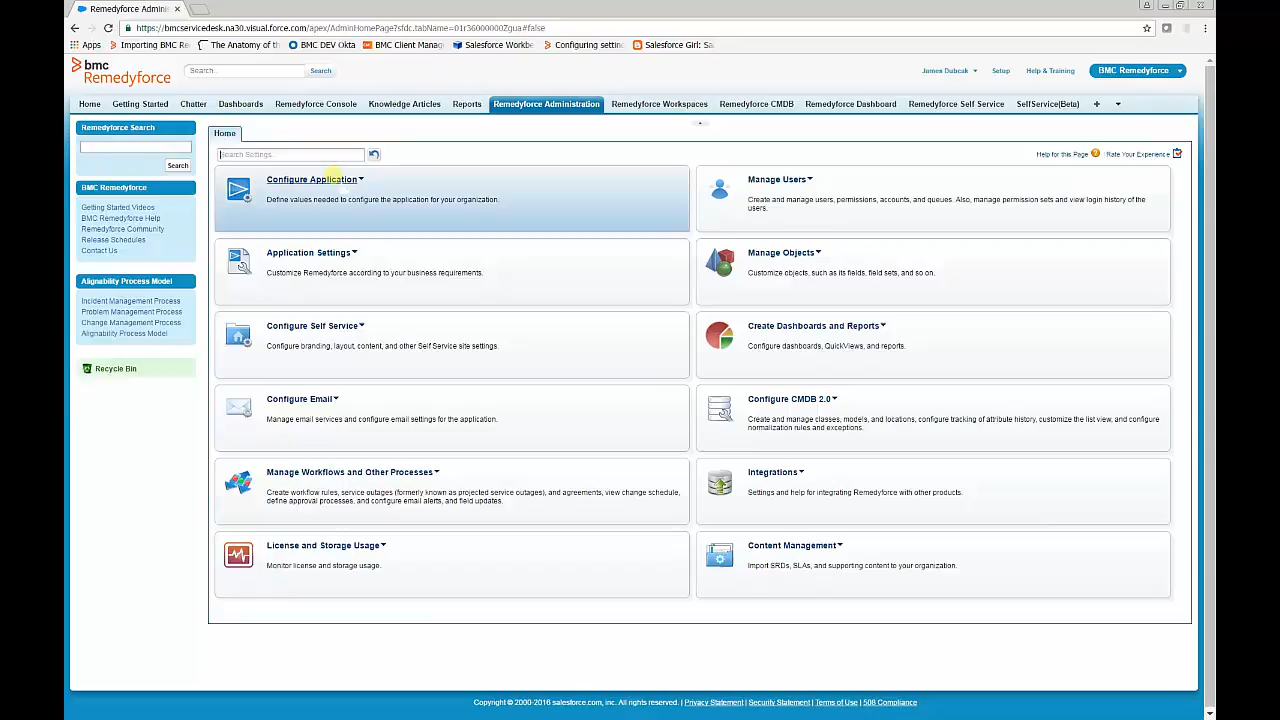 Remedyforce Adminis
https://bmcservicedesk.na30.visual.force.com/apex/AdminHomePage?sfdc.tabName=01r36000000Zgua#false
Apps Importing BMC Re The Anatomy of BMC DEV Okta BMC Client Manag Salesforce Workbe Configuring settin Salesforce Girl: Sa
bmc
Remedyforce
Search... Search
James Dubcak Setup Help & Training BMC Remedyforce
Home Getting Started Chatter Dashboards Remedyforce Console Knowledge Articles Reports Remedyforce Administration Remedyforce Workspaces Remedyforce CMDB Remedyforce Dashboard Remedyforce Self Service SelfService(Beta) +
Remedyforce Search
Search
BMC Remedyforce
Getting Started Videos
BMC Remedyforce Help
Remedyforce Community
Release Schedules
Contact Us
Alignability Process Model
Incident Management Process
Problem Management Process
Change Management Process
Alignability Process Model
Recycle Bin
Home
Search Settings...
Help for this Page Rate Your Experience
Configure Application
Define values needed to configure the application for your organization.
Manage Users
Create and manage users, permissions, accounts, and queues. Also, manage permission sets and view login history of the
users.
Application Settings
Customize Remedyforce according to your business requirements.
Manage Objects
Customize objects, such as its fields, field sets, and so on.
Configure Self Service
Configure branding, layout, content, and other Self Service site settings.
Create Dashboards and Reports
Configure dashboards, QuickViews, and reports.
Configure Email
Manage email services and configure email settings for the application.
Configure CMDB 2.0
Create and manage classes, models, and locations, configure tracking of attribute history, customize the list view, and configure
normalization rules and exceptions.
Manage Workflows and Other Processes
Create workflow rules, service outages (formerly known as projected service outages), and agreements, view change schedule,
define approval processes, and configure email alerts, and field updates.
Integrations
Settings and help for integrating Remedyforce with other products.
License and Storage Usage
Monitor license and storage usage.
Content Management
Import SRDs, SLAs, and supporting content to your organization.
Copyright © 2000-2016 salesforce.com, inc. All rights reserved. | Privacy Statement | Security Statement | Terms of Use | 508 Compliance